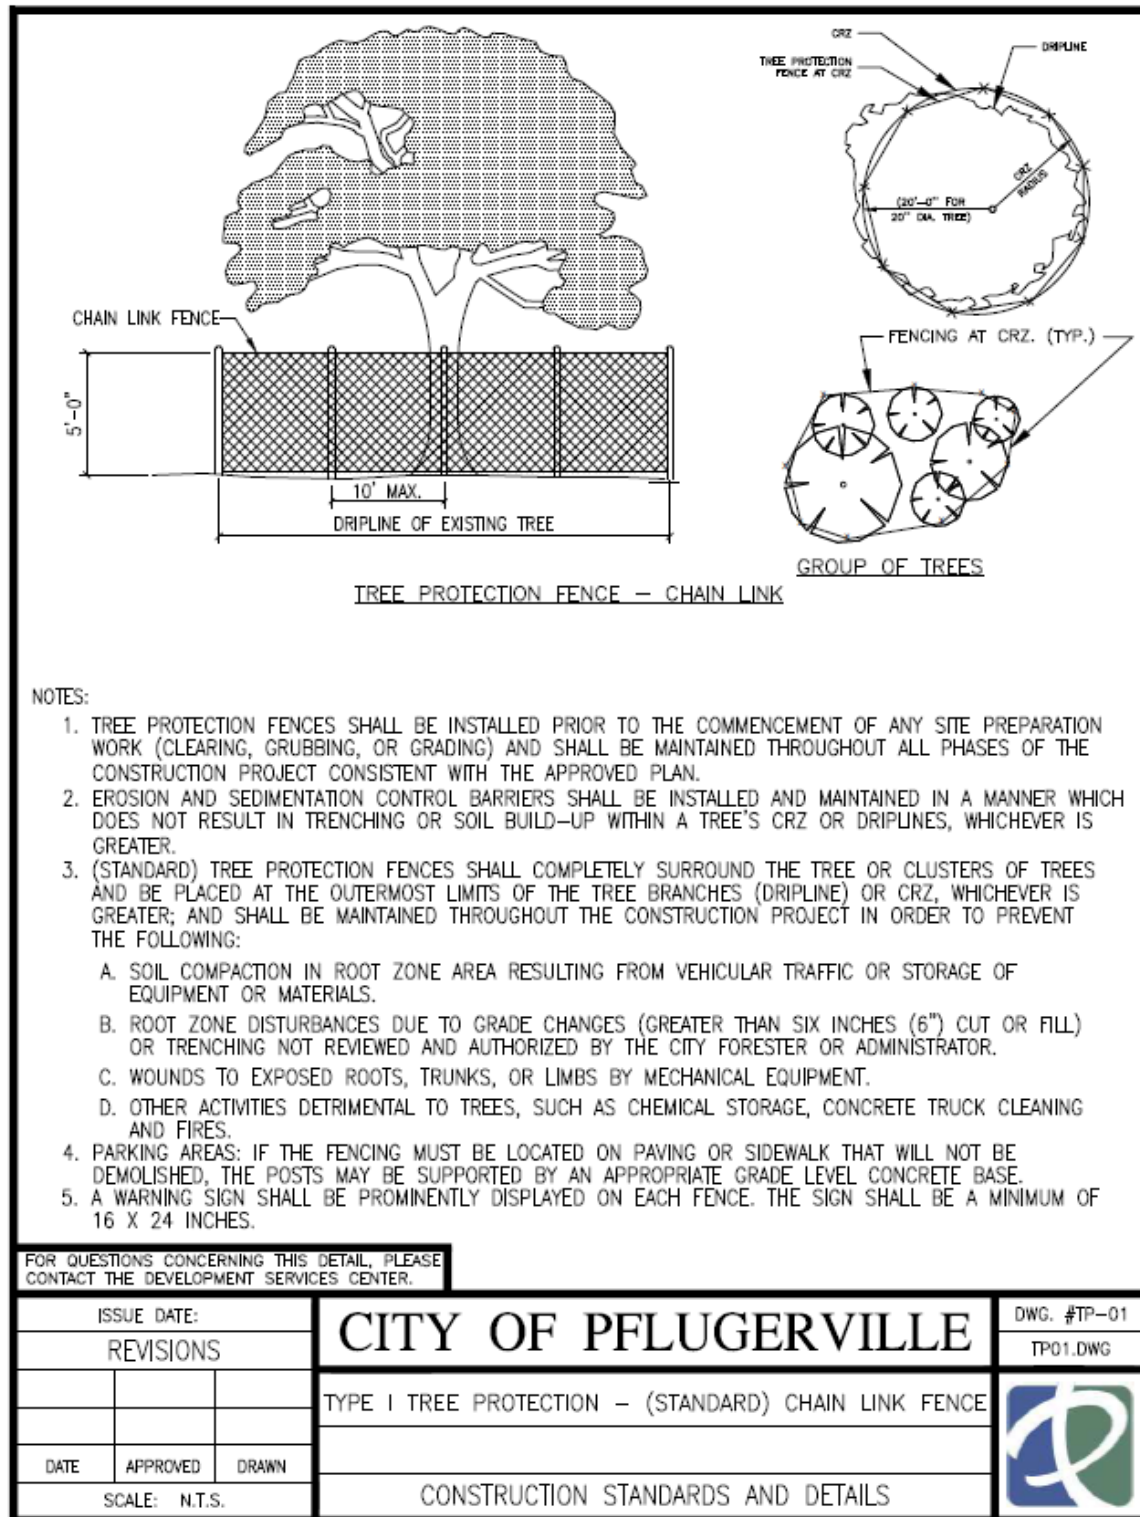 CRZ
DRIPLINE
TREE PROTECTION
FENCE AT CRZ
CRZ
RADIUS
(20'-0" FOR
20" DIA. TREE)
CHAIN LINK FENCE
5'-0"
10' MAX.
DRIPLINE OF EXISTING TREE
FENCING AT CRZ. (TYP.)
GROUP OF TREES
TREE PROTECTION FENCE – CHAIN LINK
NOTES:
1. TREE PROTECTION FENCES SHALL BE INSTALLED PRIOR TO THE COMMENCEMENT OF ANY SITE PREPARATION
WORK (CLEARING, GRUBBING, OR GRADING) AND SHALL BE MAINTAINED THROUGHOUT ALL PHASES OF THE
CONSTRUCTION PROJECT CONSISTENT WITH THE APPROVED PLAN.
2. EROSION AND SEDIMENTATION CONTROL BARRIERS SHALL BE INSTALLED AND MAINTAINED IN A MANNER WHICH
DOES NOT RESULT IN TRENCHING OR SOIL BUILD-UP WITHIN A TREE'S CRZ OR DRIPLINES, WHICHEVER IS
GREATER.
3. (STANDARD) TREE PROTECTION FENCES SHALL COMPLETELY SURROUND THE TREE OR CLUSTERS OF TREES
AND BE PLACED AT THE OUTERMOST LIMITS OF THE TREE BRANCHES (DRIPLINE) OR CRZ, WHICHEVER IS
GREATER; AND SHALL BE MAINTAINED THROUGHOUT THE CONSTRUCTION PROJECT IN ORDER TO PREVENT
THE FOLLOWING:
A. SOIL COMPACTION IN ROOT ZONE AREA RESULTING FROM VEHICULAR TRAFFIC OR STORAGE OF
EQUIPMENT OR MATERIALS.
B. ROOT ZONE DISTURBANCES DUE TO GRADE CHANGES (GREATER THAN SIX INCHES (6") CUT OR FILL)
OR TRENCHING NOT REVIEWED AND AUTHORIZED BY THE CITY FORESTER OR ADMINISTRATOR.
C. WOUNDS TO EXPOSED ROOTS, TRUNKS, OR LIMBS BY MECHANICAL EQUIPMENT.
D. OTHER ACTIVITIES DETRIMENTAL TO TREES, SUCH AS CHEMICAL STORAGE, CONCRETE TRUCK CLEANING
AND FIRES.
4. PARKING AREAS: IF THE FENCING MUST BE LOCATED ON PAVING OR SIDEWALK THAT WILL NOT BE
DEMOLISHED, THE POSTS MAY BE SUPPORTED BY AN APPROPRIATE GRADE LEVEL CONCRETE BASE.
5. A WARNING SIGN SHALL BE PROMINENTLY DISPLAYED ON EACH FENCE. THE SIGN SHALL BE A MINIMUM OF
16 X 24 INCHES.
FOR QUESTIONS CONCERNING THIS DETAIL, PLEASE
CONTACT THE DEVELOPMENT SERVICES CENTER.
ISSUE DATE:
REVISIONS
DATE APPROVED DRAWN
SCALE: N.T.S.
CITY OF PFLUGERVILLE
TYPE I TREE PROTECTION – (STANDARD) CHAIN LINK FENCE
CONSTRUCTION STANDARDS AND DETAILS
DWG. #TP-01
TP01.DWG